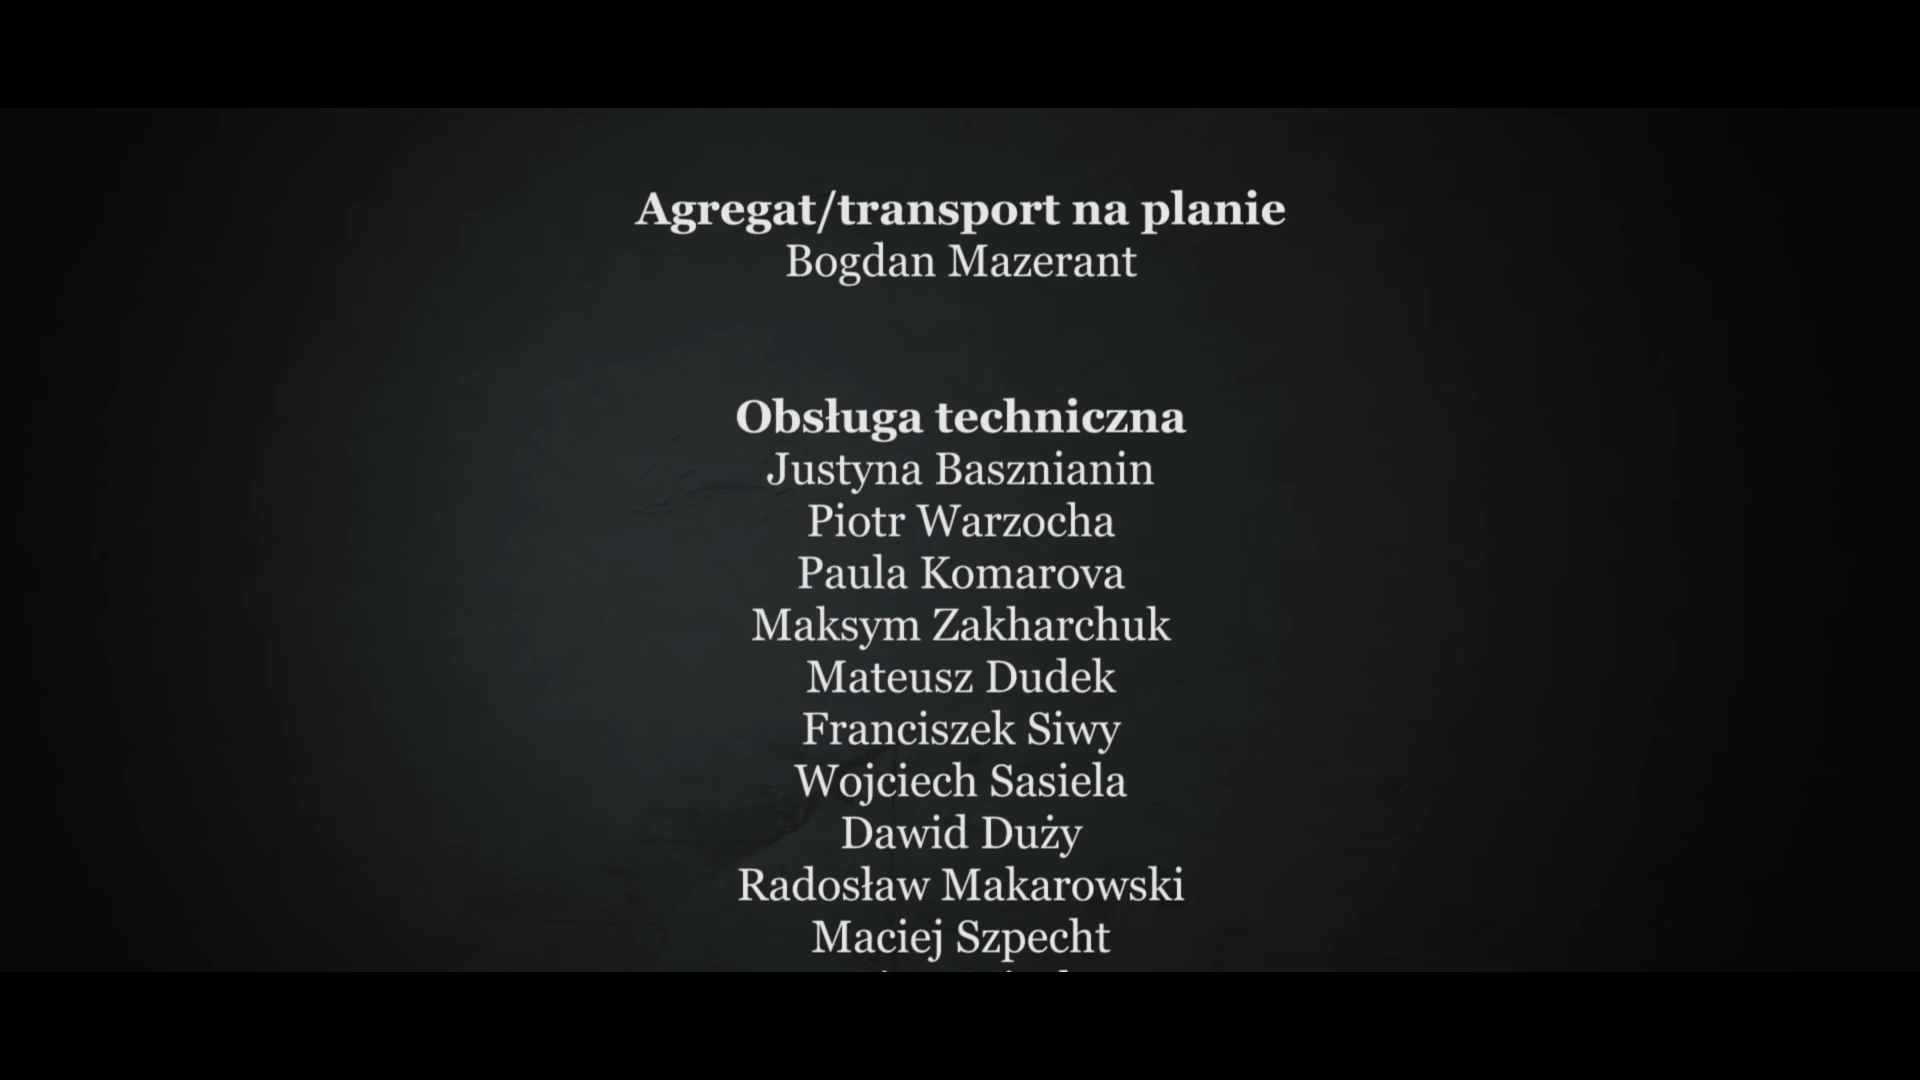 Agregat/transport na planie
Bogdan Mazerant
Obsługa techniczna
Justyna Basznianin
Piotr Warzocha
Paula Komarova
Maksym Zakharchuk
Mateusz Dudek
Franciszek Siwy
Wojciech Sasiela
Dawid Duży
Radosław Makarowski
Maciej Szpecht